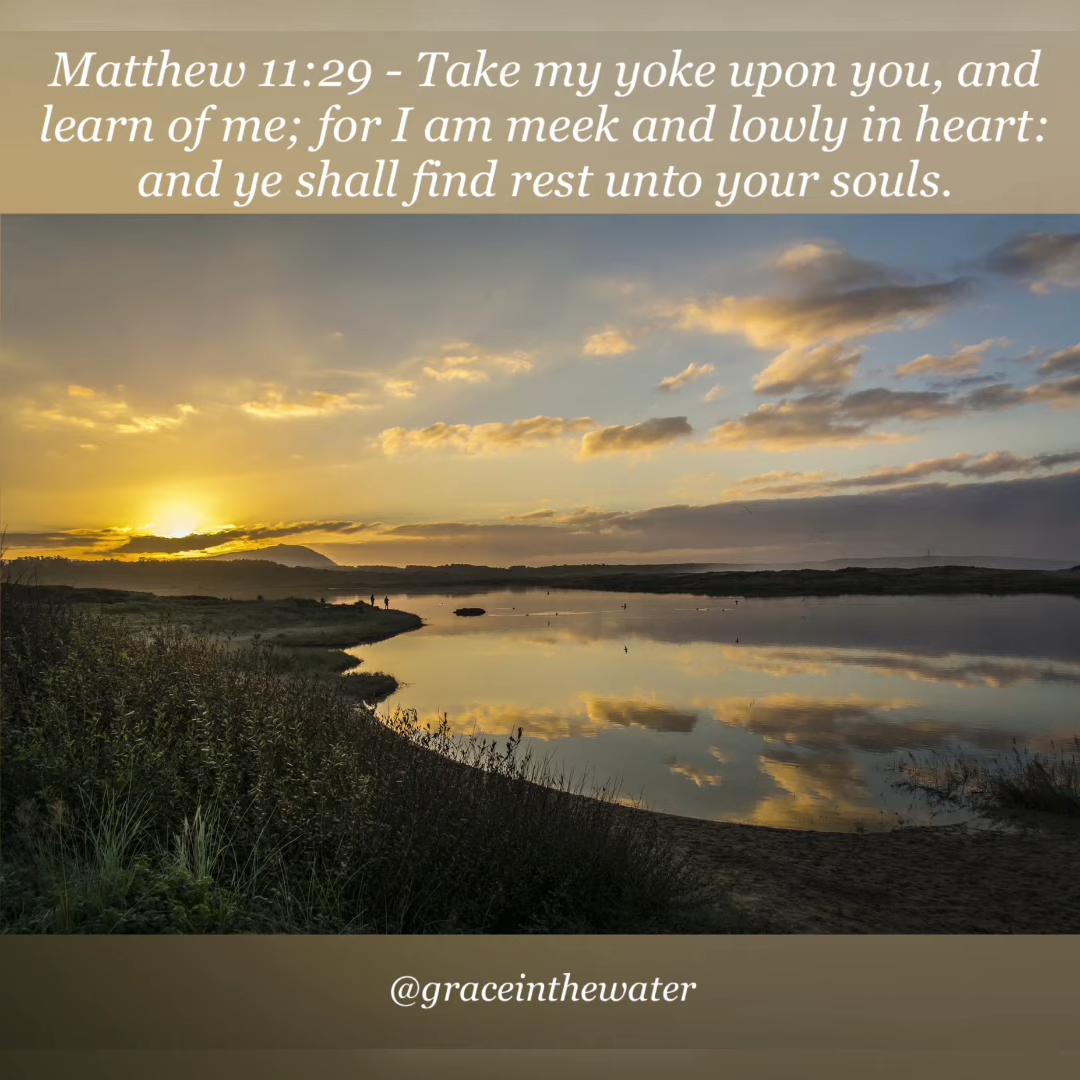 Matthew 11:29 - Take my yoke upon you, and
learn of me; for I am meek and lowly in heart:
and ye shall find rest unto your souls.
@graceinthewater